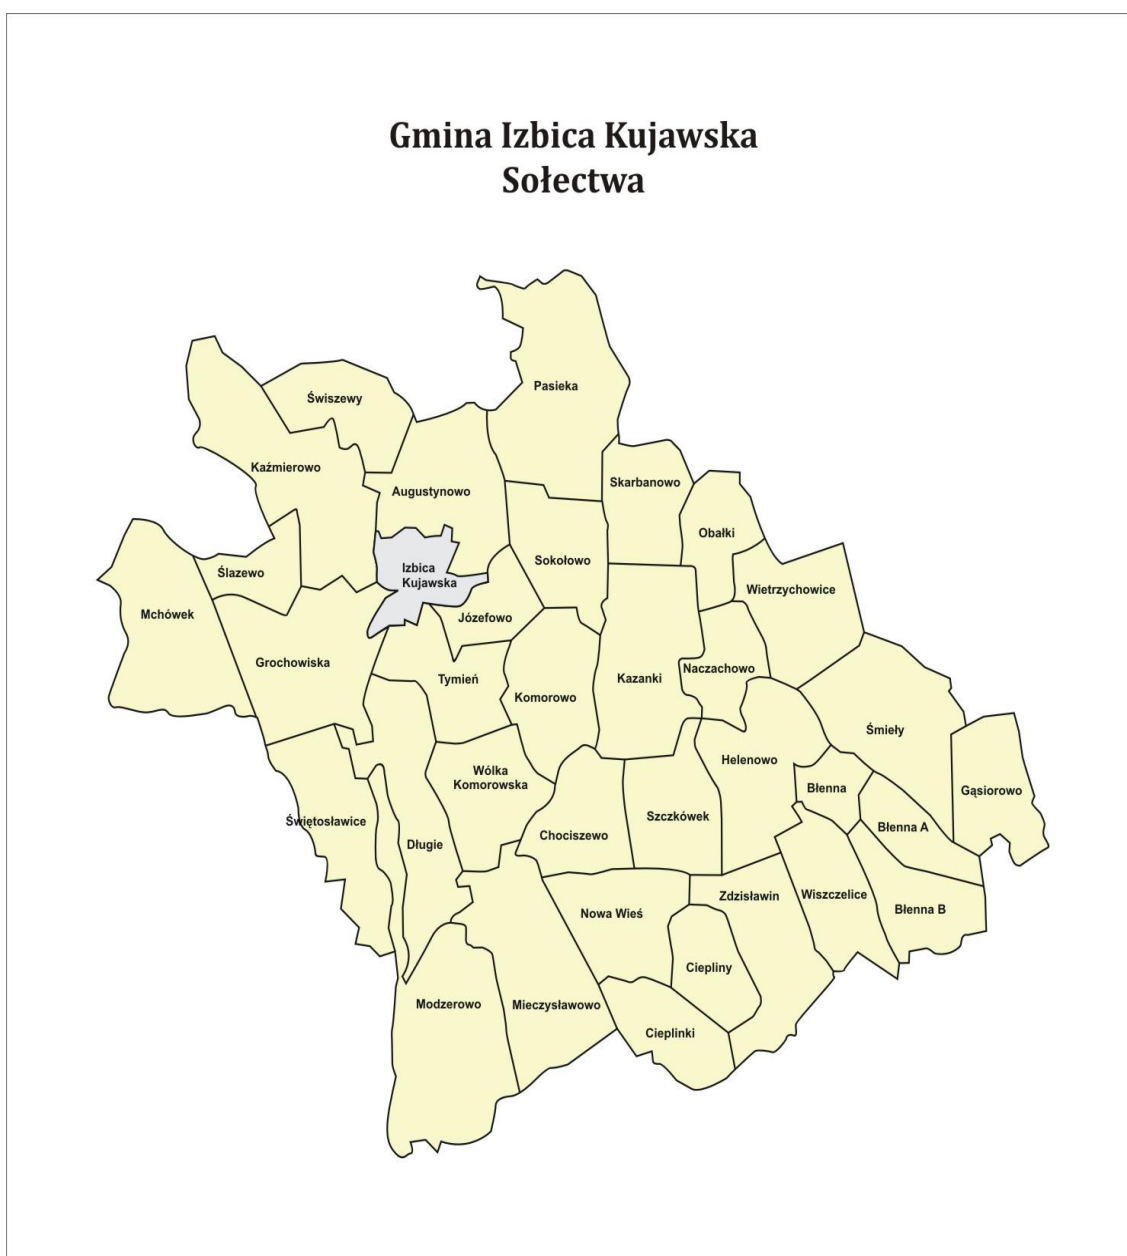 Gmina Izbica Kujawska
Sołectwa
Pasieka
Świszewy
Kaźmierowo
Augustynowo
Skarbanowo
Obałki
Sokołowo
Izbica
Kujawska
Ślazewo
Wietrzychowice
Mchówek
Józefowo
Grochowiska
Naczachowo
Tymień
Kazanki
Komorowo
Śmieły
Helenowo
Wólka
Komorowska
Błenna
Gąsiorowo
Szczkówek
Świętosławice
Błenna A
Chociszewo
Długie
Zdzisławin
Wiszczelice
Błenna B
Nowa Wieś
Ciepliny
Modzerowo
Mieczysławowo
Cieplinki